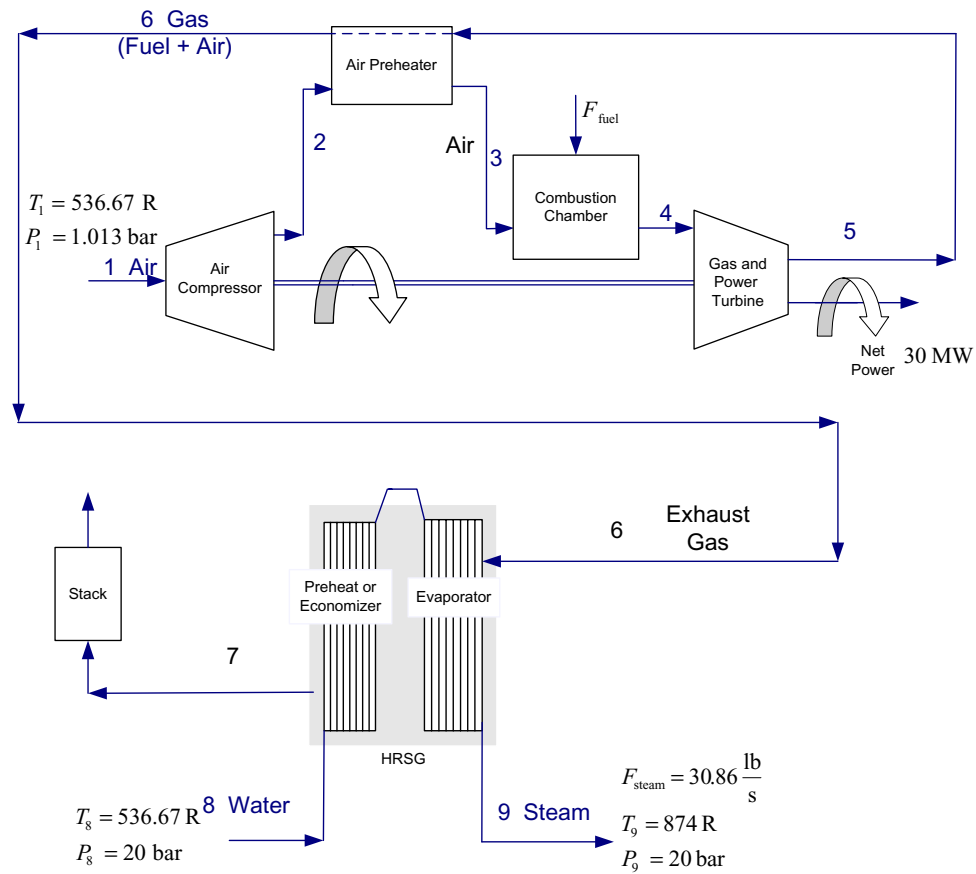 6 Gas
(Fuel + Air)
Air Preheater
F_fuel
2
Air
3
Combustion
Chamber
4
5
T_1 = 536.67 R
P_1 = 1.013 bar
1 Air
Air
Compressor
Gas and
Power
Turbine
Net
Power
30 MW
6
Exhaust
Gas
Preheat or
Economizer
Evaporator
Stack
7
HRSG
8 Water
T_8 = 536.67 R
P_8 = 20 bar
9 Steam
F_steam = 30.86 lb/s
T_9 = 874 R
P_9 = 20 bar